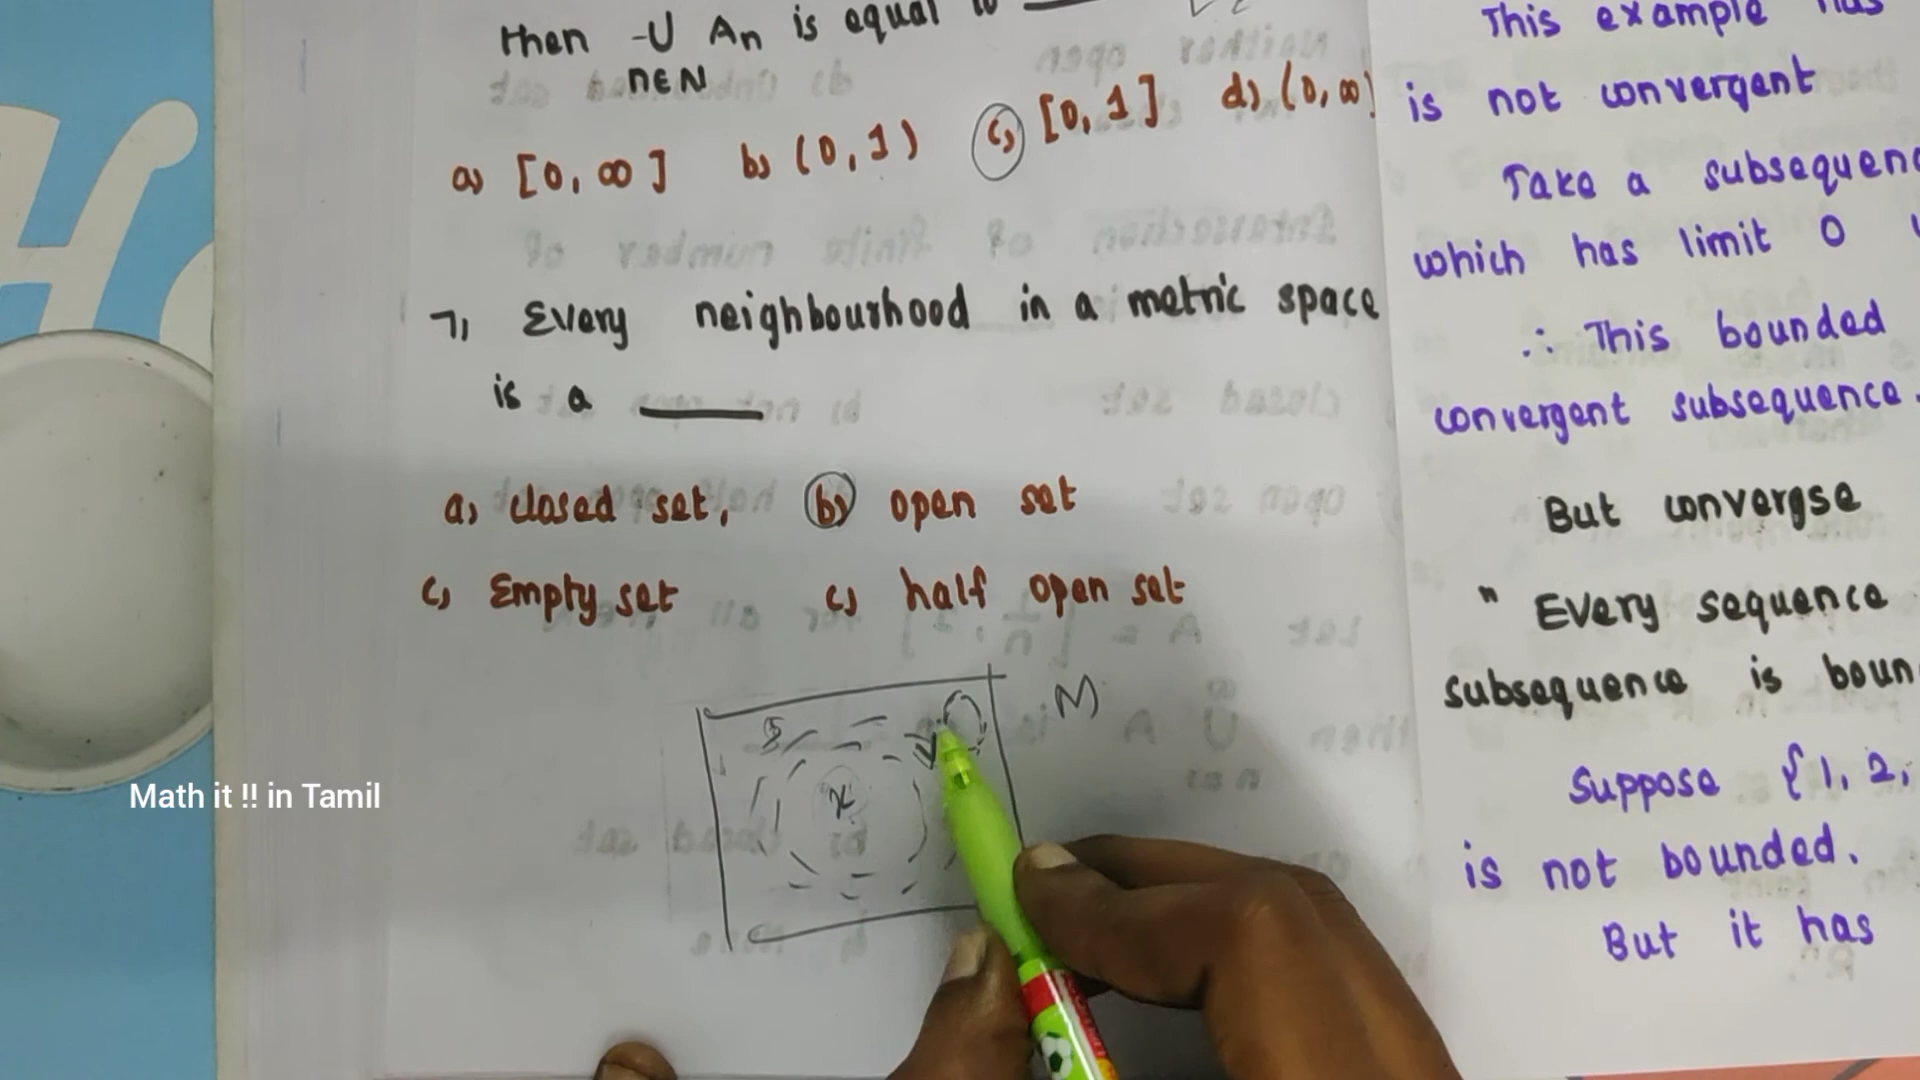 then -U An is equal to
nEN
a) [0, ∞] b) (0, 1) c) [0, 1] d) (0, ∞)
7) Every neighbourhood in a metric space
is a ____
a) closed set, b) open set
c) Empty set c) half open set
M
x
This example has
is not convergent
Take a subsequenc
which has limit 0
∴ This bounded
convergent subsequence.
But convergse
" Every sequence
subsequence is boun
Suppose {1, 2,
is not bounded.
But it has
Math it !! in Tamil